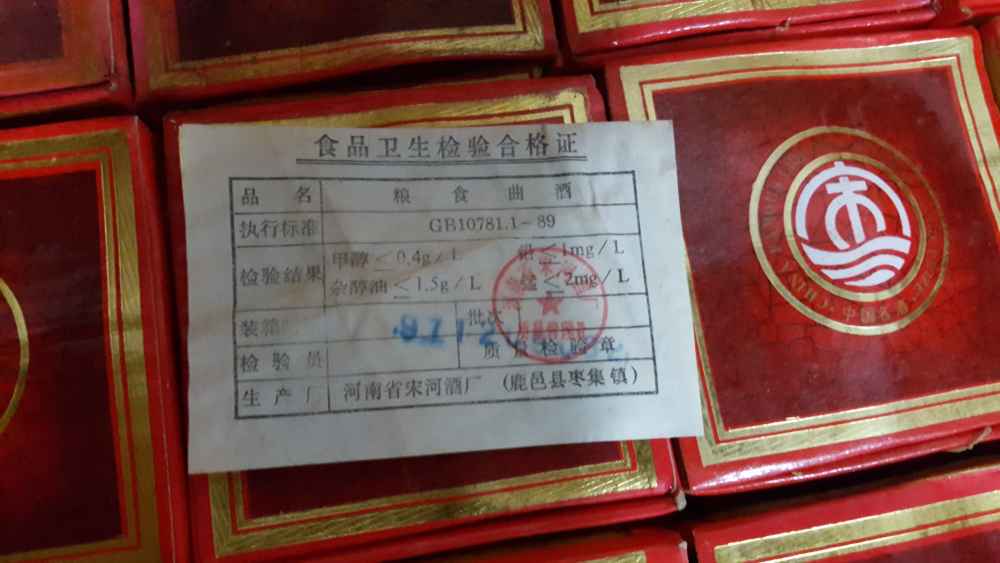 食品卫生检验合格证
品名 粮食曲酒
执行标准 GB10781.1-89
检验结果 甲醇≤0.4g/L 铅≤1mg/L
杂醇油≤1.5g/L 锰≤2mg/L
装箱 批次
检验员 质量检验章
生产厂 河南省宋河酒厂 (鹿邑县枣集镇)
中国名酒